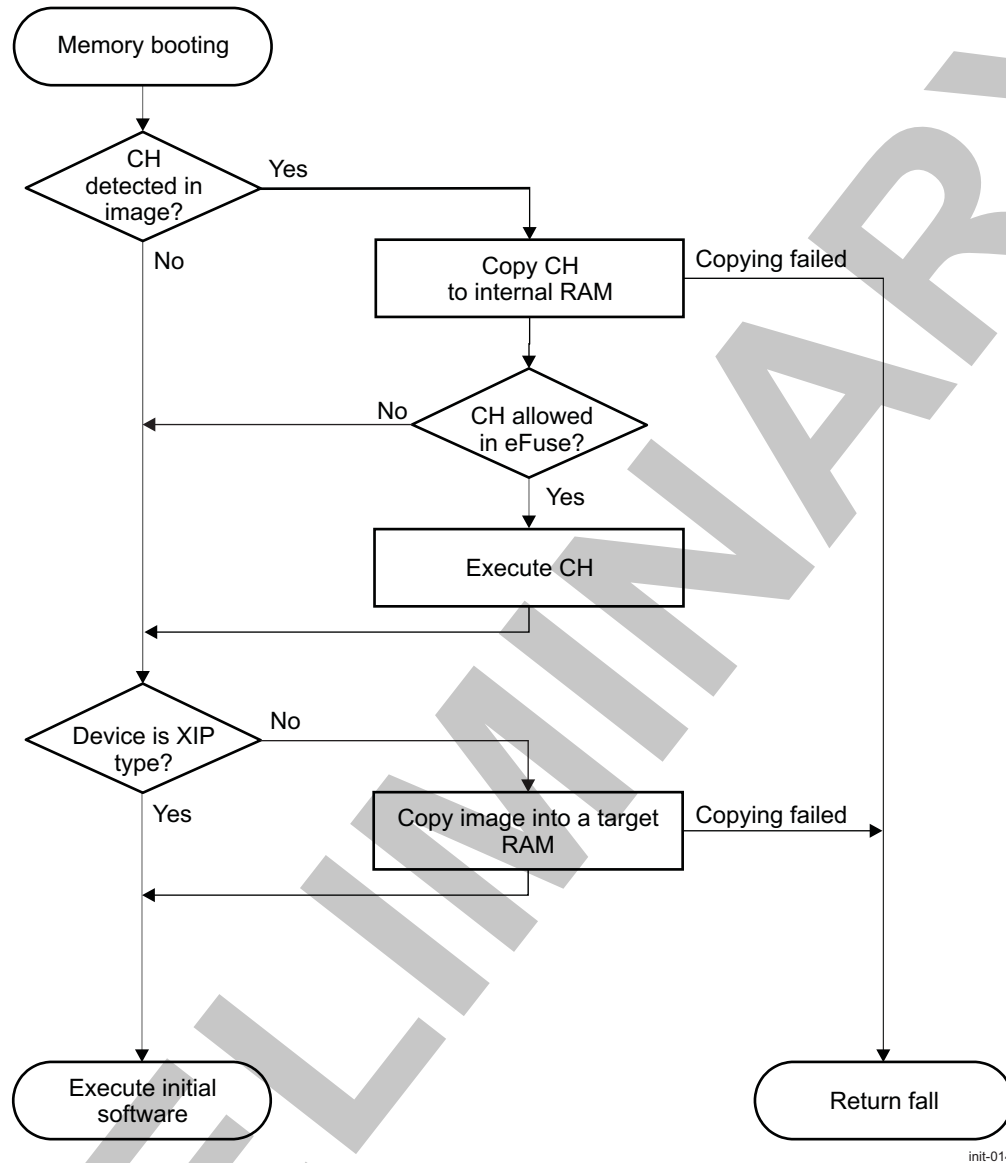 Memory booting
CH
detected in
image?
Yes
No
Copy CH
to internal RAM
Copying failed
No
CH allowed
in eFuse?
Yes
Execute CH
Device is XIP
type?
No
Yes
Copy image into a target
RAM
Copying failed
Execute initial
software
Return fall